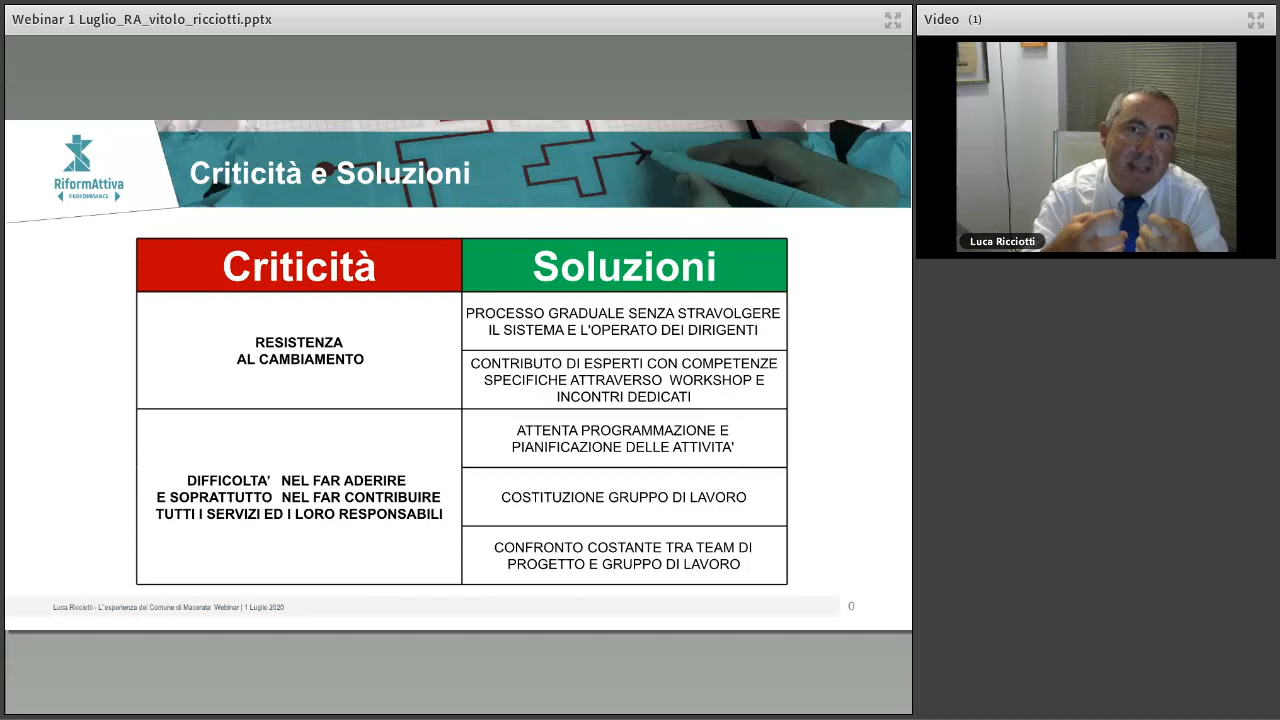 Webinar 1 Luglio_RA_vitolo_ricciotti.pptx
Video (1)
RiformAttiva
PERFORMANCE
Criticità e Soluzioni
Luca Ricciotti
Criticità
Soluzioni
RESISTENZA
AL CAMBIAMENTO
PROCESSO GRADUALE SENZA STRAVOLGERE
IL SISTEMA E L'OPERATO DEI DIRIGENTI
CONTRIBUTO DI ESPERTI CON COMPETENZE
SPECIFICHE ATTRAVERSO WORKSHOP E
INCONTRI DEDICATI
DIFFICOLTA' NEL FAR ADERIRE
E SOPRATTUTTO NEL FAR CONTRIBUIRE
TUTTI I SERVIZI ED I LORO RESPONSABILI
ATTENTA PROGRAMMAZIONE E
PIANIFICAZIONE DELLE ATTIVITA'
COSTITUZIONE GRUPPO DI LAVORO
CONFRONTO COSTANTE TRA TEAM DI
PROGETTO E GRUPPO DI LAVORO
Luca Ricciotti - L'esperienza del Comune di Macerata Webinar | 1 Luglio 2020
0